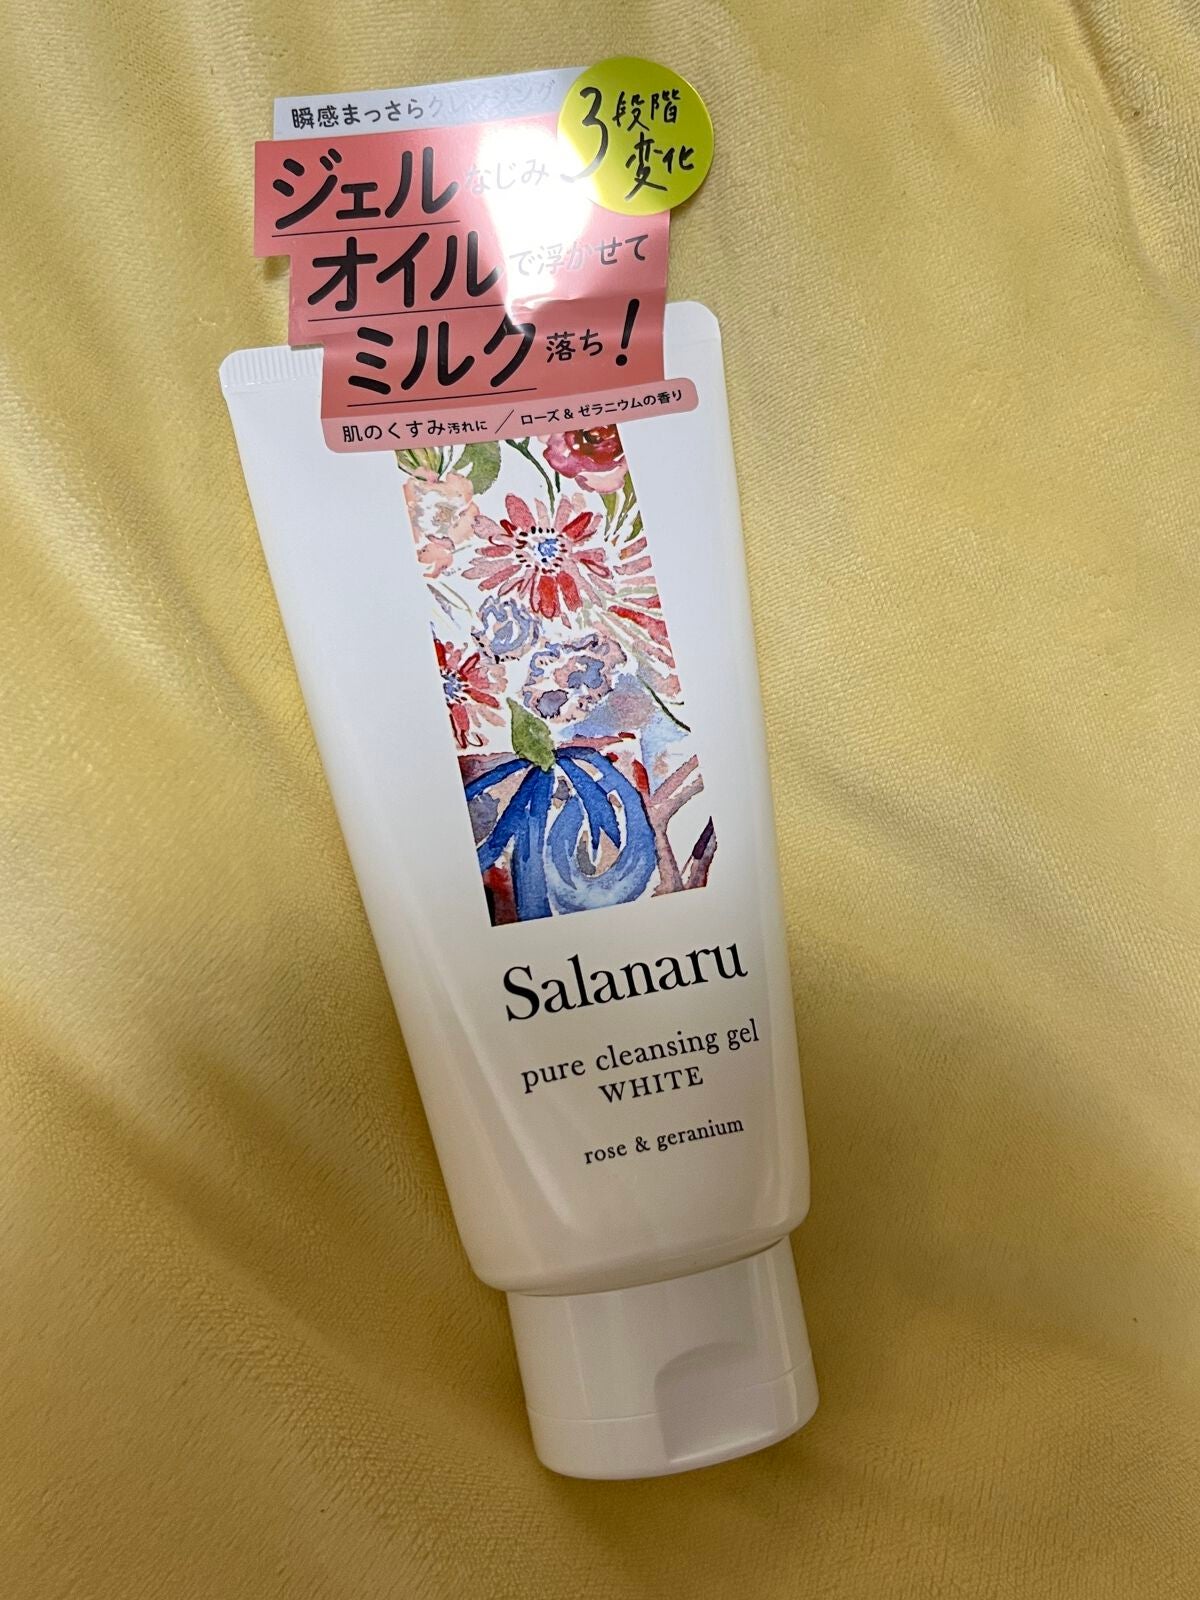 瞬感まっさらクレンジング
3段階
変化
ジェルなじみ
オイルで浮かせて
ミルク落ち!
肌のくすみ汚れに / ローズ & ゼラニウムの香り
Salanaru
pure cleansing gel
WHITE
rose & geranium